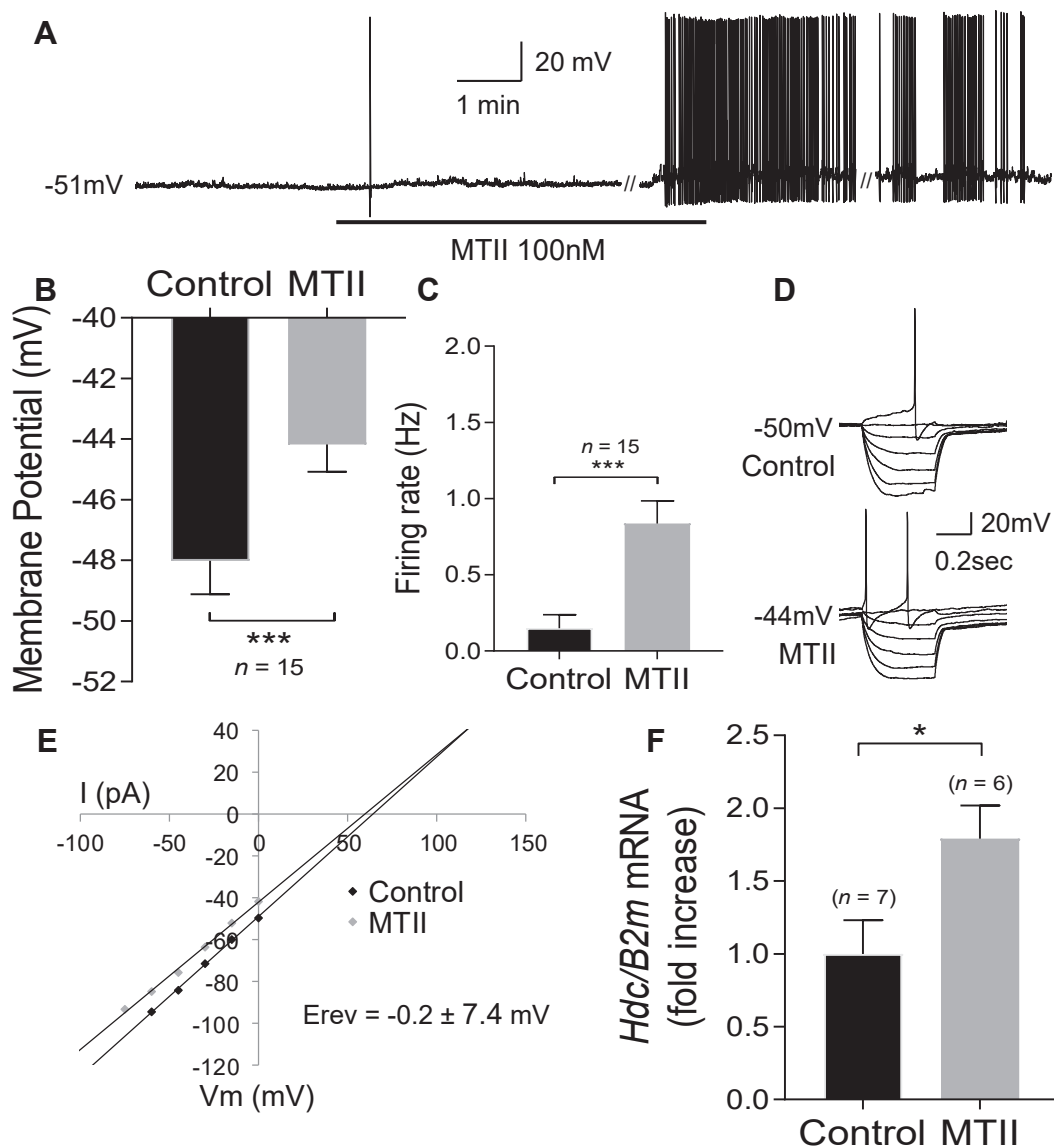 A
20 mV
1 min
-51mV
//
//
MTII 100nM
B
Control MTII
Membrane Potential (mV)
-40
-42
-44
-46
-48
-50
-52
***
n = 15
C
Firing rate (Hz)
2.0
1.5
1.0
0.5
0.0
n = 15
***
Control MTII
D
-50mV
Control
20mV
0.2sec
-44mV
MTII
E
I (pA)
40
20
0
-20
-40
-60
-80
-100
-120
-100 -50 0 50 100 150
Control
MTII
Erev = -0.2 ± 7.4 mV
Vm (mV)
F
Hdc/B2m mRNA
(fold increase)
2.5
2.0
1.5
1.0
0.5
0.0
*
(n = 6)
(n = 7)
Control MTII